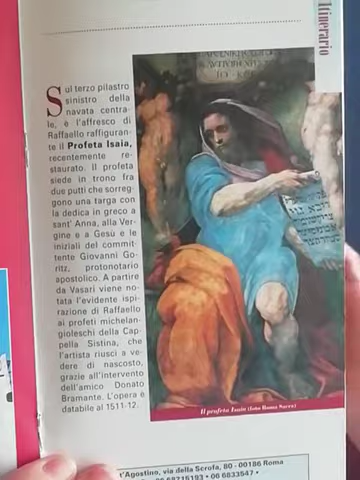 Itinerario
Sul terzo pilastro
sinistro della
navata centra-
le, è l'affresco di
Raffaello raffiguran-
te il Profeta Isaia,
recentemente re-
staurato. Il profeta
siede in trono fra
due putti che sorreg-
gono una targa con
la dedica in greco a
sant' Anna, alla Ver-
gine e a Gesù e le
iniziali del commit-
tente Giovanni Go-
ritz, protonotario
apostolico. A partire
da Vasari viene no-
tata l'evidente ispi-
razione di Raffaello
ai profeti michelan-
gioleschi della Cap-
pella Sistina, che
l'artista riuscì a ve-
dere di nascosto,
grazie all'intervento
dell'amico Donato
Bramante. L'opera è
databile al 1511-12.
Il profeta Isaia (foto Roma Sacra)
t'Agostino, via della Scrofa, 80 - 00186 Roma